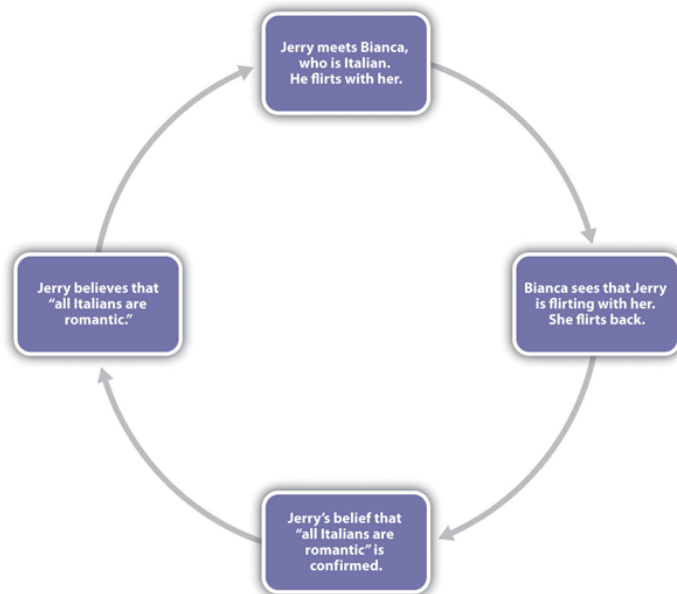 Jerry meets Bianca,
who is Italian.
He flirts with her.
Bianca sees that Jerry
is flirting with her.
She flirts back.
Jerry’s belief that
“all Italians are
romantic” is
confirmed.
Jerry believes that
“all Italians are
romantic.”